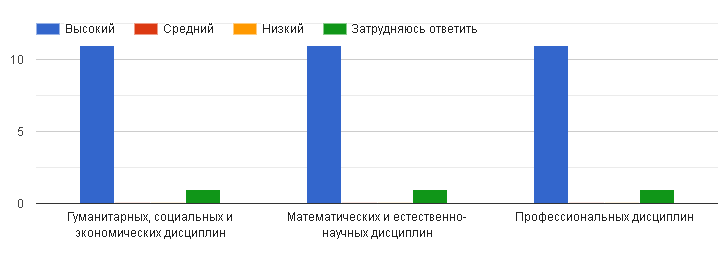 Высокий Средний Низкий Затрудняюсь ответить
10
5
0
Гуманитарных, социальных и
экономических дисциплин
Математических и естественно-
научных дисциплин
Профессиональных дисциплин